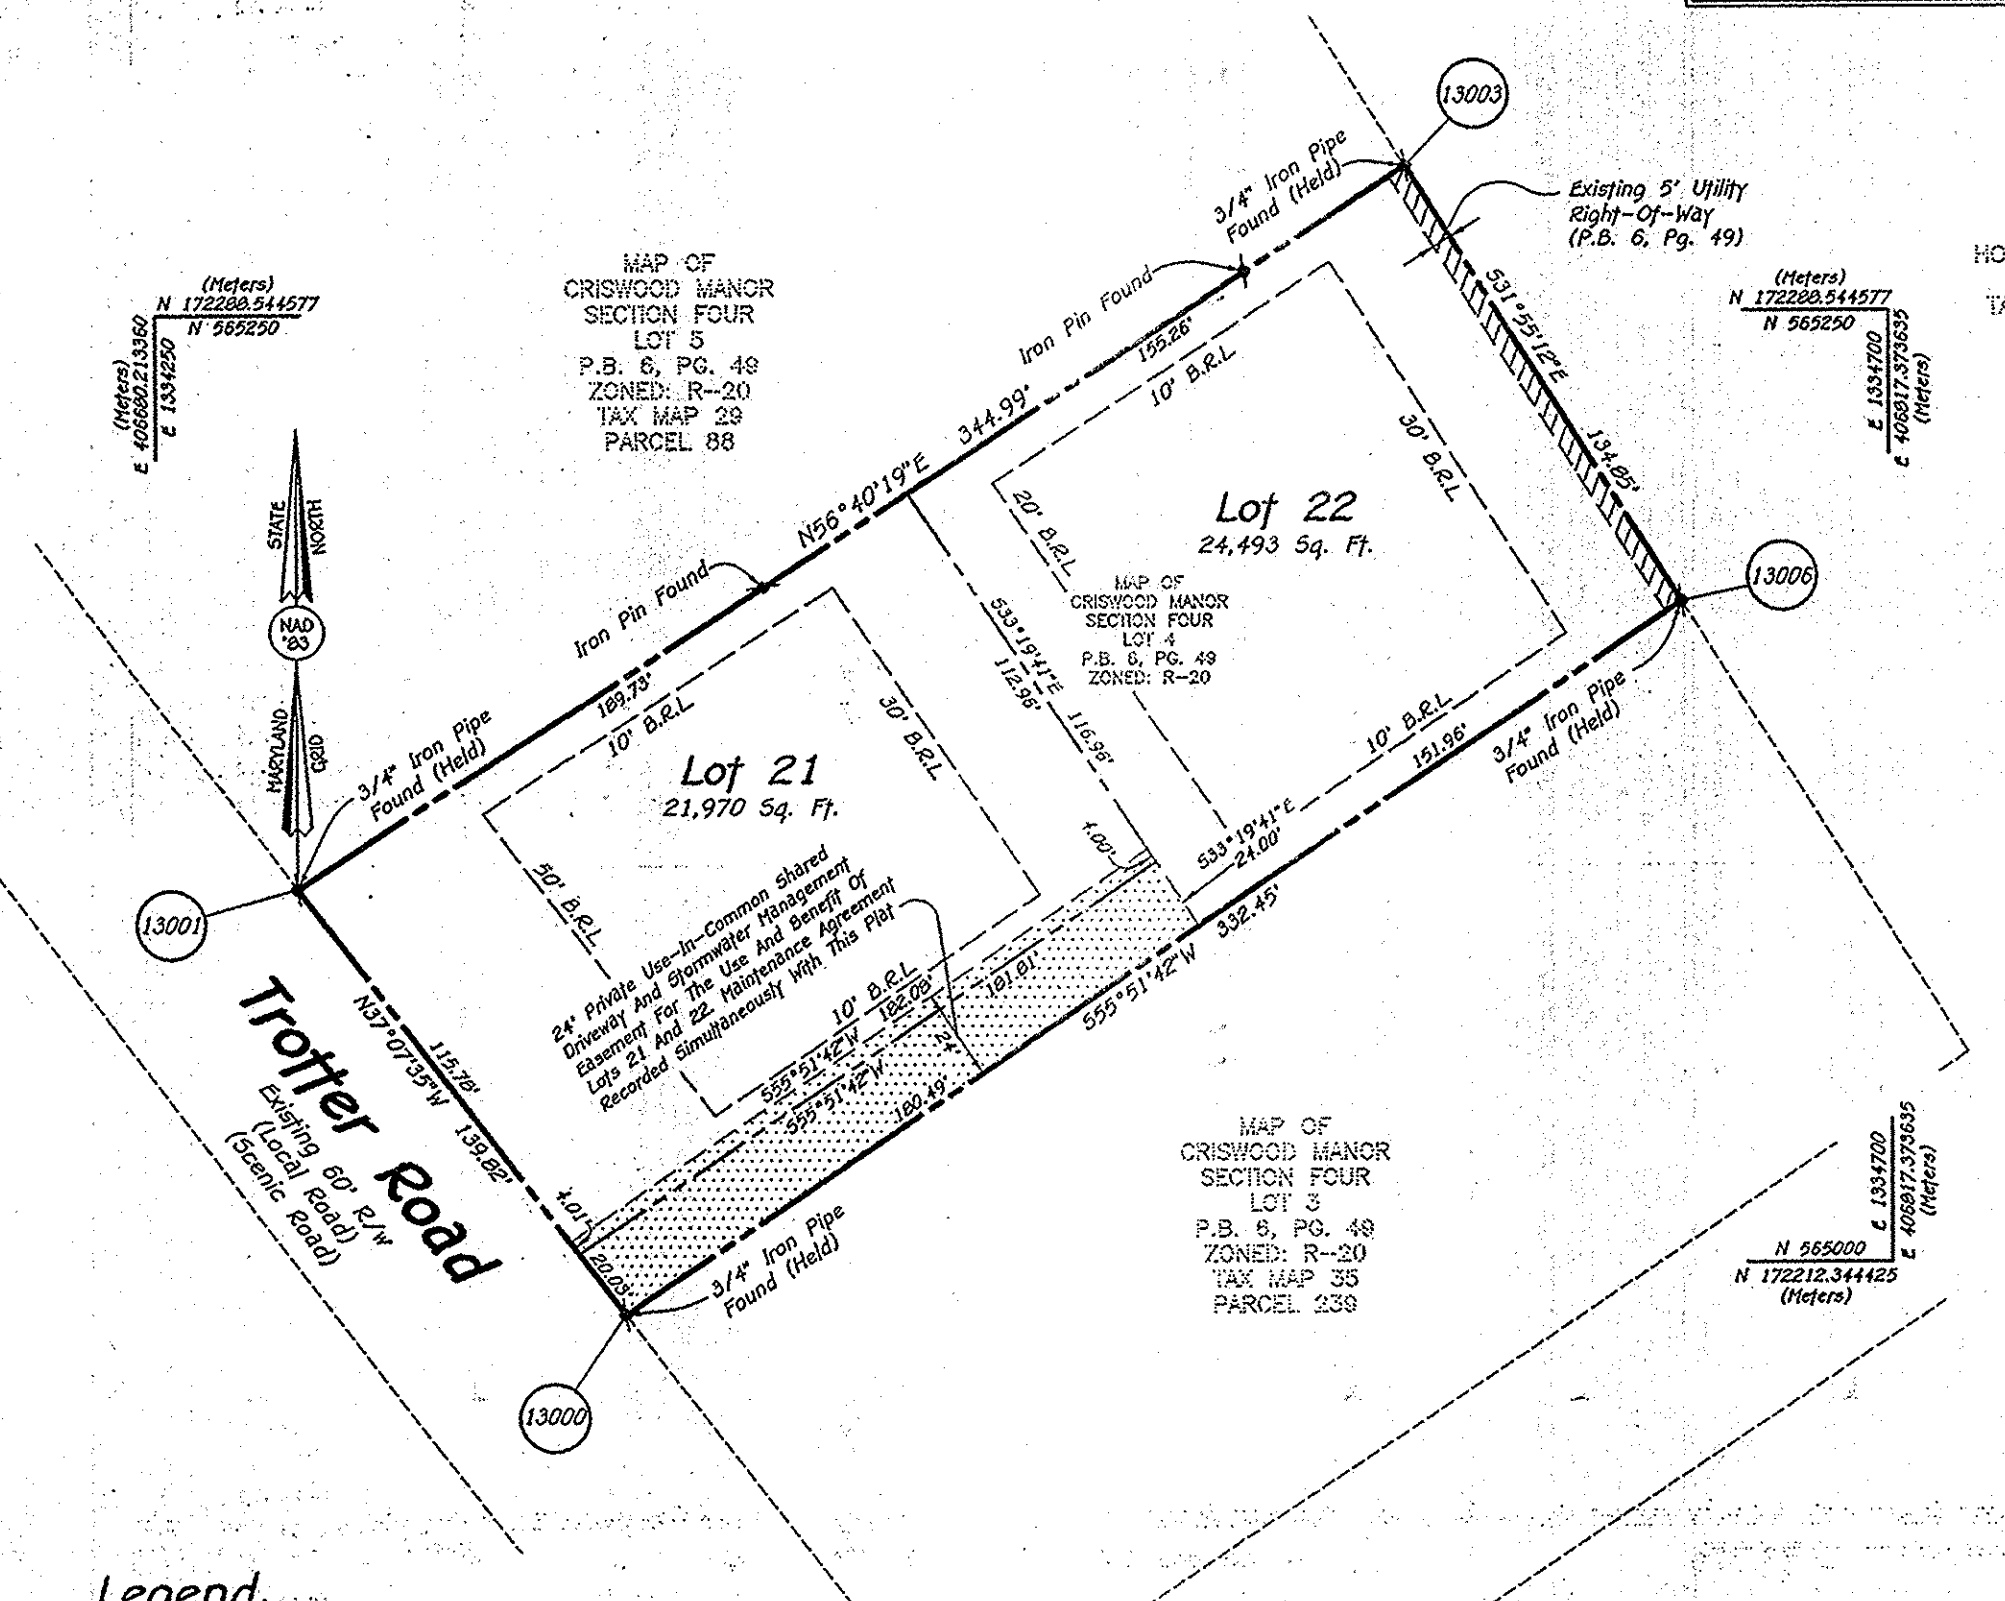 13003
3/4" Iron Pipe
Found (Held)
Existing 5' Utility
Right-Of-Way
(P.B. 6, Pg. 49)
HO
TA
(Meters)
N 172288.544577
N 565250
(Meters)
E 406680.213360
E 1334250
MAP OF
CRISWOOD MANOR
SECTION FOUR
LOT 5
P.B. 6, PG. 49
ZONED: R-20
TAX MAP 29
PARCEL 88
Iron Pin Found
155.26'
10' B.R.L
S31°55'12"E
134.85'
(Meters)
N 172288.544577
N 565250
E 1334700
E 406817.373635
(Meters)
344.99'
N56°40'19"E
30' B.R.L
20' B.R.L
Lot 22
24,493 Sq. Ft.
STATE
NORTH
NAD
'83
MARYLAND
GRID
Iron Pin Found
MAP OF
CRISWOOD MANOR
SECTION FOUR
LOT 4
P.B. 6, PG. 49
ZONED: R-20
13006
S33°19'41"E
112.96'
116.96'
189.73'
10' B.R.L
30' B.R.L
10' B.R.L
151.96'
3/4" Iron Pipe
Found (Held)
3/4" Iron Pipe
Found (Held)
Lot 21
21,970 Sq. Ft.
4.00'
S33°19'41"E
24.00'
332.45'
S55°51'42"W
13001
50' B.R.L
24' Private Use-In-Common Shared
Driveway And Stormwater Management
Easement For The Use And Benefit Of
Lots 21 And 22. Maintenance Agreement
Recorded Simultaneously With This Plat
10' B.R.L
S55°51'42"W 182.08'
S55°51'42"W
181.81'
24'
180.49'
N37°07'35"W
115.78'
139.82'
Trotter Road
Existing 60' R/W
(Local Road)
(Scenic Road)
4.01'
20.03'
3/4" Iron Pipe
Found (Held)
13000
MAP OF
CRISWOOD MANOR
SECTION FOUR
LOT 3
P.B. 6, PG. 49
ZONED: R-20
TAX MAP 35
PARCEL 239
E 1334700
E 406817.373635
(Meters)
N 565000
N 172212.344425
(Meters)
Legend